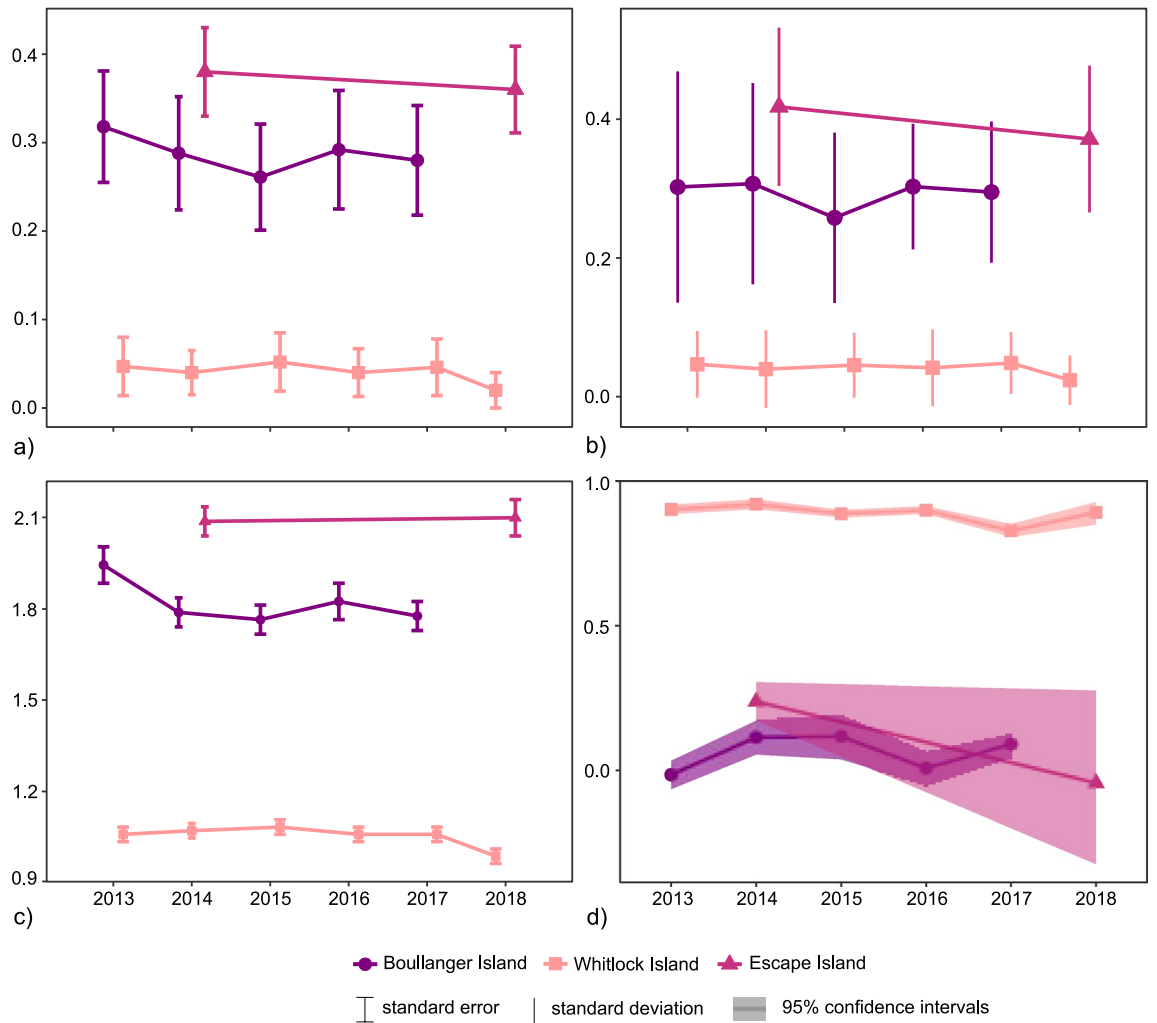 0.4
0.3
0.2
0.1
0.0
a)
0.4
0.2
0.0
b)
2.1
1.8
1.5
1.2
0.9
2013 2014 2015 2016 2017 2018
c)
1.0
0.5
0.0
2013 2014 2015 2016 2017 2018
d)
Boullanger Island Whitlock Island Escape Island
standard error standard deviation 95% confidence intervals